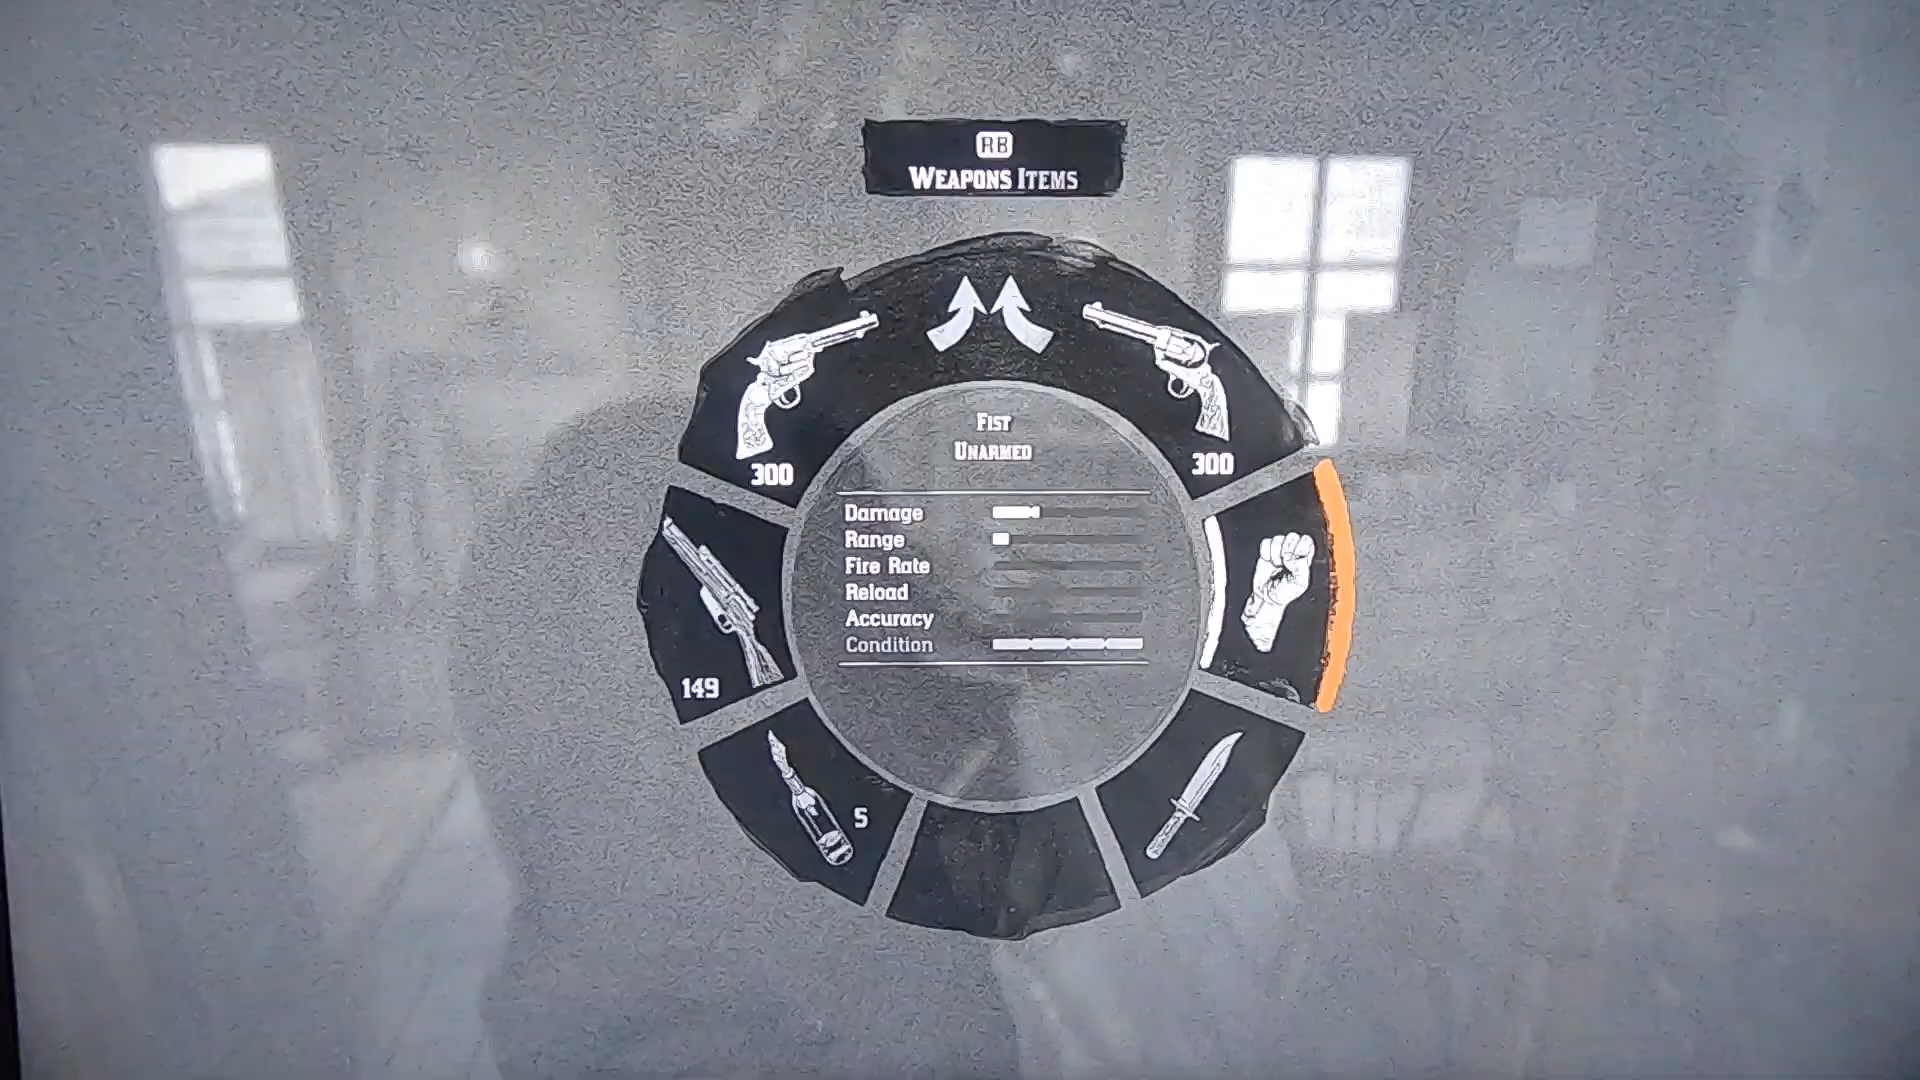 RB
WEAPONS ITEMS
300
300
FIST
UNARMED
Damage
Range
Fire Rate
Reload
Accuracy
Condition
149
5